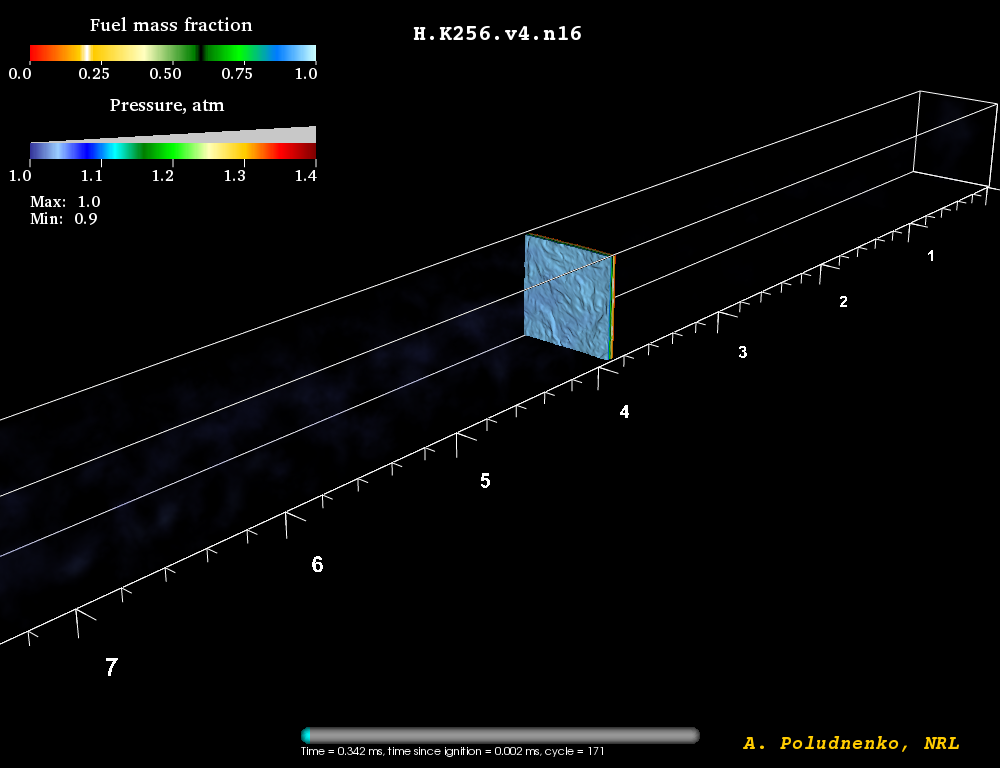 Fuel mass fraction
H.K256.v4.n16
0.0 0.25 0.50 0.75 1.0
Pressure, atm
1.0 1.1 1.2 1.3 1.4
Max: 1.0
Min: 0.9
1
2
3
4
5
6
7
Time = 0.342 ms, time since ignition = 0.002 ms, cycle = 171
A. Poludnenko, NRL